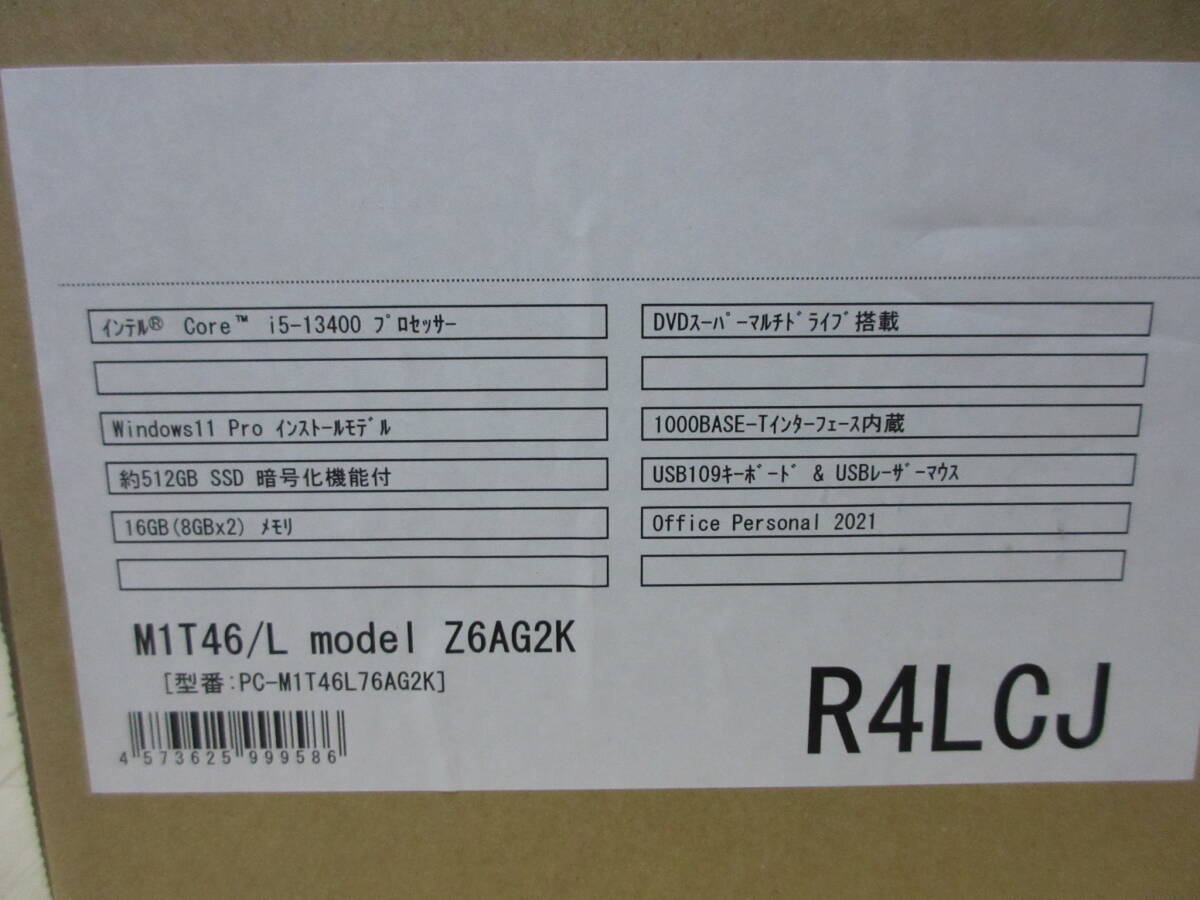 ｲﾝﾃﾙ® Core™ i5-13400 ﾌﾟﾛｾｯｻｰ
Windows11 Pro ｲﾝｽﾄｰﾙﾓﾃﾞﾙ
約512GB SSD 暗号化機能付
16GB(8GBx2) ﾒﾓﾘ
DVDｽｰﾊﾟｰﾏﾙﾁﾄﾞﾗｲﾌﾞ搭載
1000BASE-Tｲﾝﾀｰﾌｪｰｽ内蔵
USB109ｷｰﾎﾞｰﾄﾞ & USBﾚｰｻﾞｰﾏｳｽ
Office Personal 2021
M1T46/L model Z6AG2K
[型番:PC-M1T46L76AG2K]
4 573625 999586
R4LCJ